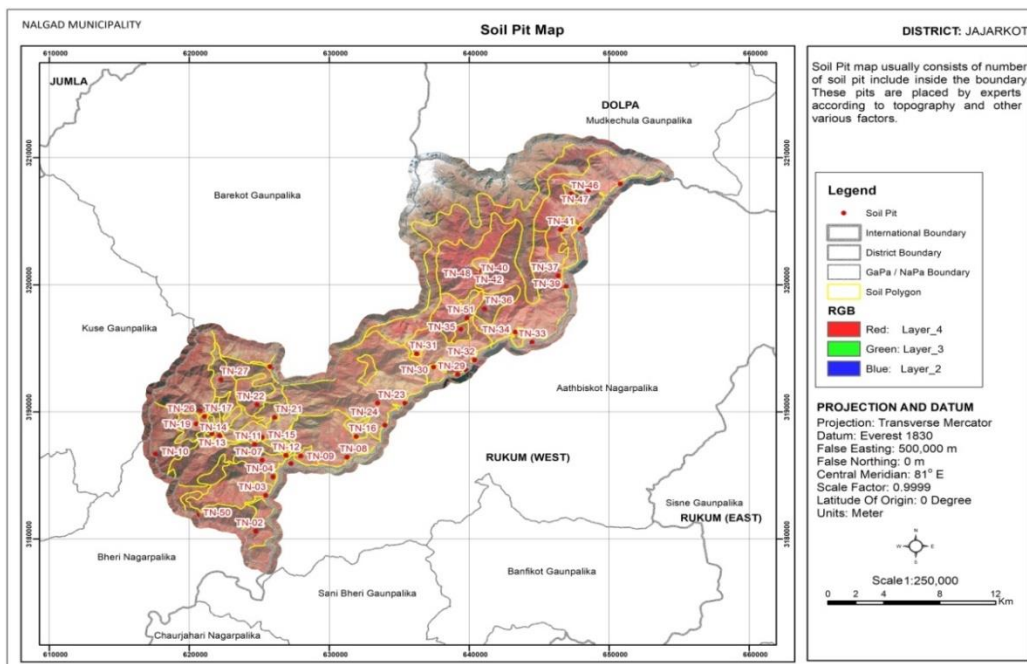 NALGAD MUNICIPALITY
Soil Pit Map
DISTRICT: JAJARKOT
610000
620000
630000
640000
650000
660000
JUMLA
DOLPA
Mudkechula Gaunpalika
3210000
3210000
Barekot Gaunpalika
TN-46
TN-47
TN-41
TN-48
TN-40
TN-42
TN-37
TN-39
3200000
3200000
TN-36
TN-51
TN-35
TN-34
TN-33
Kuse Gaunpalika
TN-31
TN-32
TN-30
TN-29
TN-27
Aathbiskot Nagarpalika
TN-22
TN-23
TN-26
TN-17
TN-21
TN-24
3190000
3190000
TN-19
TN-14
TN-16
TN-13
TN-11
TN-15
TN-10
TN-07
TN-12
TN-09
TN-08
RUKUM (WEST)
TN-04
TN-03
Sisne Gaunpalika
TN-50
TN-02
RUKUM (EAST)
3180000
3180000
Bheri Nagarpalika
Banfikot Gaunpalika
Sani Bheri Gaunpalika
Chaurjahari Nagarpalika
610000
620000
630000
640000
650000
660000
Soil Pit map usually consists of number
of soil pit include inside the boundary
These pits are placed by experts
according to topography and other
various factors.
Legend
Soil Pit
International Boundary
District Boundary
GaPa / NaPa Boundary
Soil Polygon
RGB
Red: Layer_4
Green: Layer_3
Blue: Layer_2
PROJECTION AND DATUM
Projection: Transverse Mercator
Datum: Everest 1830
False Easting: 500,000 m
False Northing: 0 m
Central Meridian: 81° E
Scale Factor: 0.9999
Latitude Of Origin: 0 Degree
Units: Meter
N
W E
S
Scale 1:250,000
0 2 4 8 12
Km